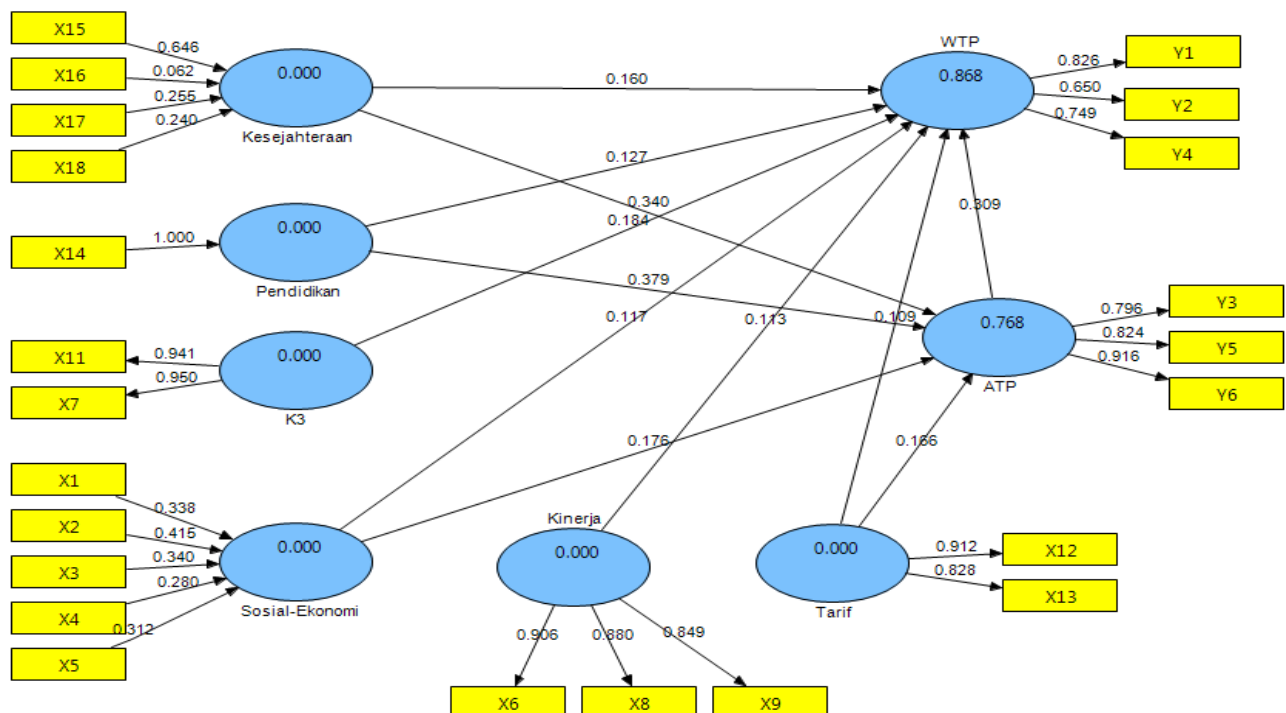 WTP
X15
0.646
0.000
0.868
0.826
Y1
X16
0.062
0.160
0.650
Y2
X17
0.255
0.749
X18
0.240
Kesejahteraan
Y4
0.127
0.340
0.309
0.184
X14
1.000
0.000
Pendidikan
0.379
0.796
Y3
0.117
0.113
0.109
0.768
0.824
Y5
X11
0.941
0.000
0.916
Y6
X7
0.950
K3
ATP
0.176
0.166
X1
0.338
X2
0.415
Kinerja
0.000
0.000
0.000
0.912
X12
X3
0.340
0.828
X13
X4
0.280
Sosial-Ekonomi
Tarif
0.312
X5
0.906
0.880
0.849
X6
X8
X9